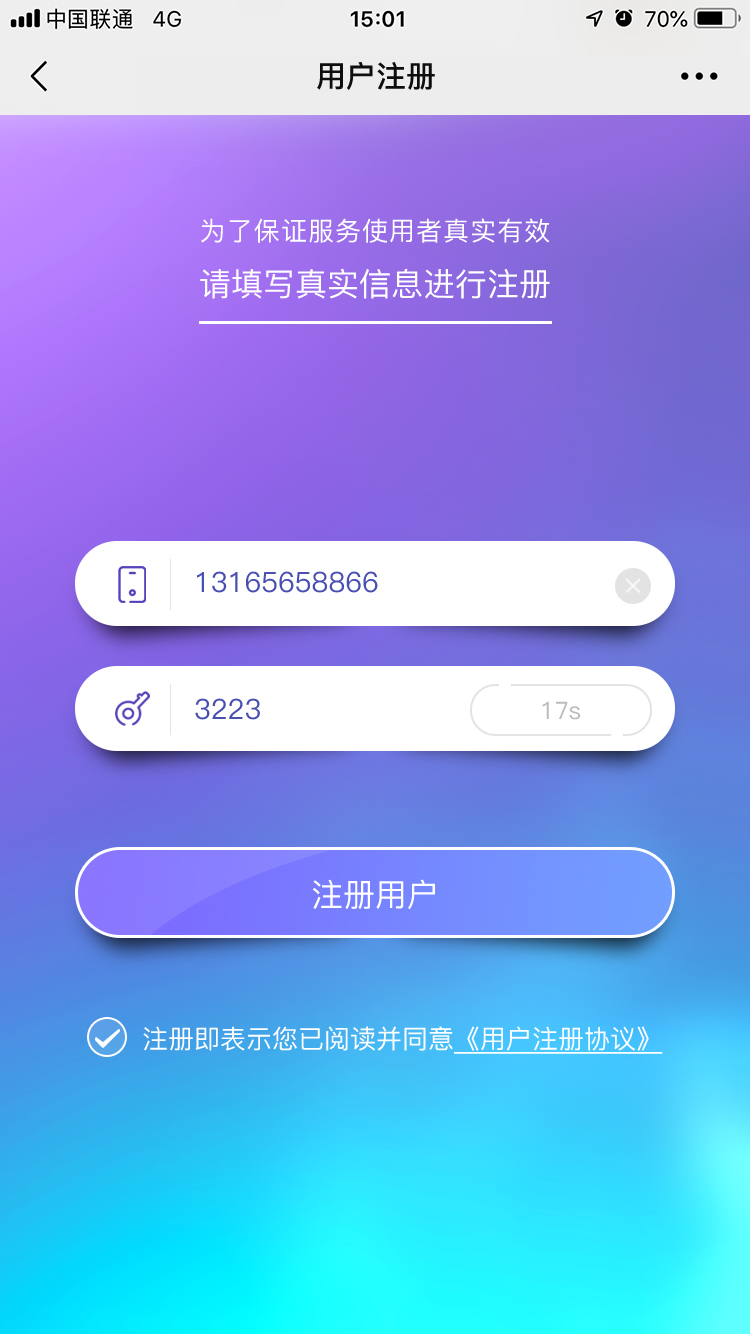 中国联通 4G 15:01 70%
用户注册
为了保证服务使用者真实有效
请填写真实信息进行注册
13165658866
3223 17s
注册用户
注册即表示您已阅读并同意《用户注册协议》